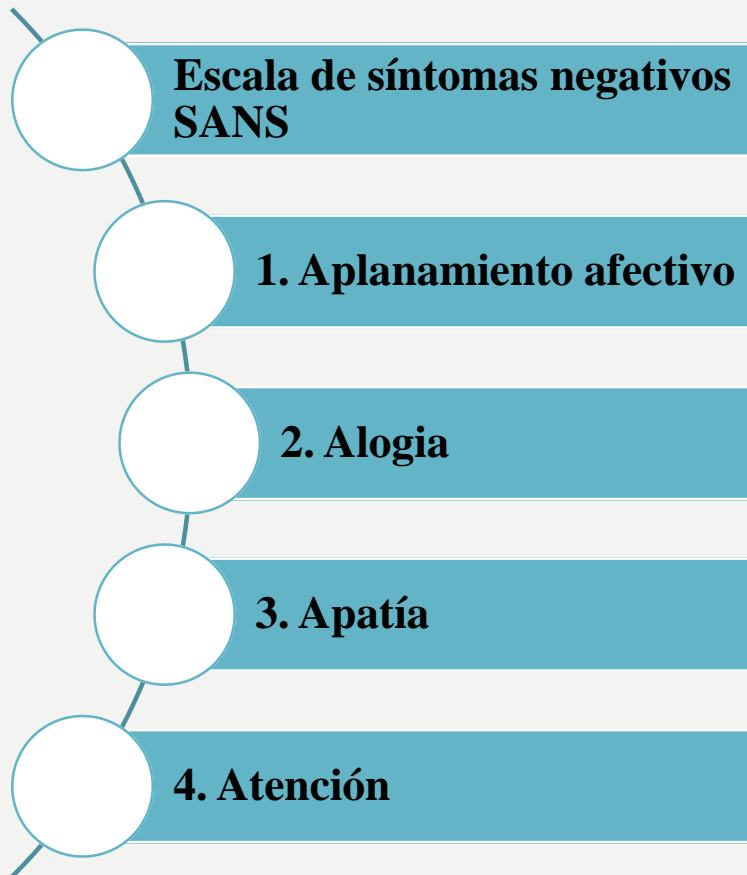 Escala de síntomas negativos
SANS
1. Aplanamiento afectivo
2. Alogia
3. Apatía
4. Atención